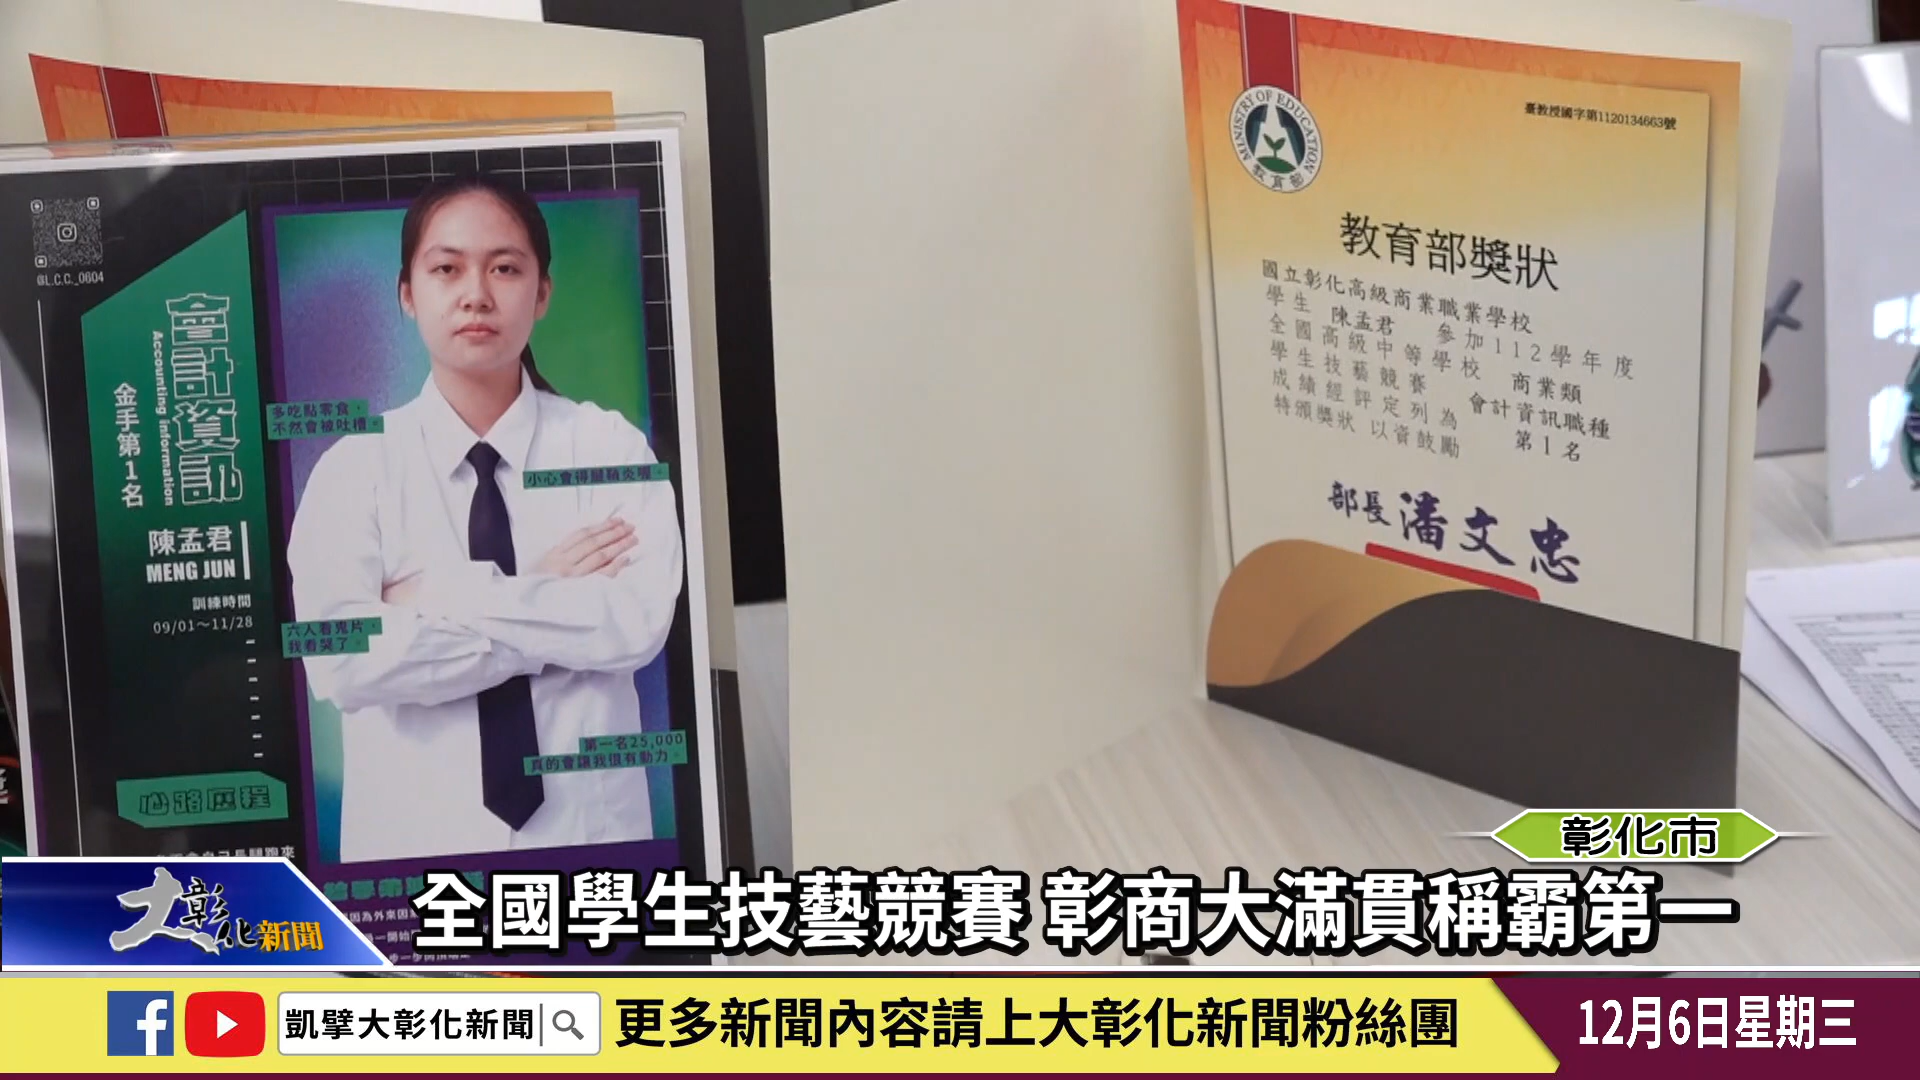 @L.C.C._0604
會計資訊
Accounting information
金手第1名
陳孟君
MENG JUN
訓練時間
09/01～11/28
多吃點零食，
不然會被吐槽。
小心會得腱鞘炎喔。
六人看鬼片，
我看哭了。
第一名25,000
真的會讓我很有動力。
心路歷程
MINISTRY OF EDUCATION
教育部
臺教授國字第1120134663號
教育部獎狀
國立彰化高級商業職業學校
學生 陳孟君 參加112學年度
全國高級中等學校 商業類
學生技藝競賽 會計資訊職種
成績經評定列為 第1名
特頒獎狀 以資鼓勵
部長 潘文忠
彰化市
大彰化新聞
全國學生技藝競賽 彰商大滿貫稱霸第一
凱擘大彰化新聞
更多新聞內容請上大彰化新聞粉絲團
12月6日星期三